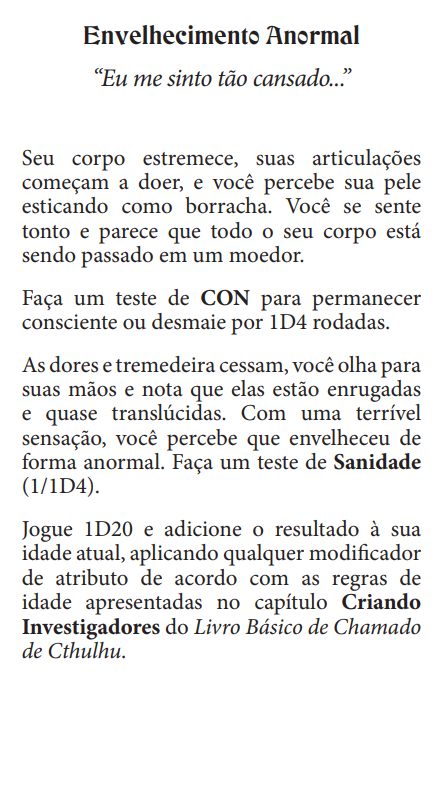 Envelhecimento Anormal
“Eu me sinto tão cansado...”
Seu corpo estremece, suas articulações
começam a doer, e você percebe sua pele
esticando como borracha. Você se sente
tonto e parece que todo o seu corpo está
sendo passado em um moedor.
Faça um teste de CON para permanecer
consciente ou desmaie por 1D4 rodadas.
As dores e tremedeira cessam, você olha para
suas mãos e nota que elas estão enrugadas
e quase translúcidas. Com uma terrível
sensação, você percebe que envelheceu de
forma anormal. Faça um teste de Sanidade
(1/1D4).
Jogue 1D20 e adicione o resultado à sua
idade atual, aplicando qualquer modificador
de atributo de acordo com as regras de
idade apresentadas no capítulo Criando
Investigadores do Livro Básico de Chamado
de Cthulhu.